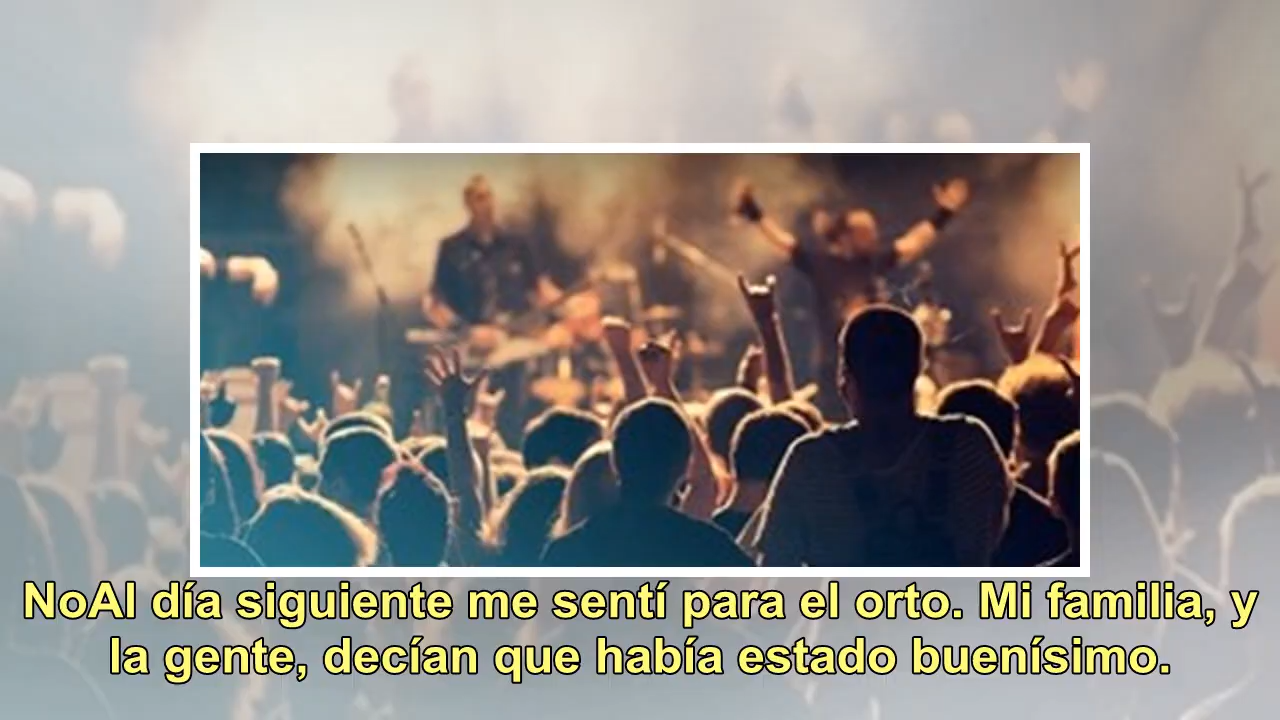 NoAl día siguiente me sentí para el orto. Mi familia, y
la gente, decían que había estado buenísimo.